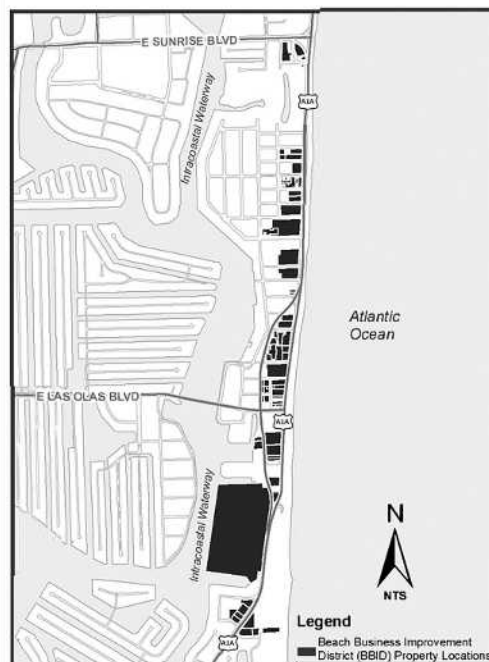 E SUNRISE BLVD
Intracoastal Waterway
A1A
Atlantic
Ocean
E LAS OLAS BLVD
A1A
Intracoastal Waterway
N
NTS
A1A
Legend
Beach Business Improvement
District (BBID) Property Locations